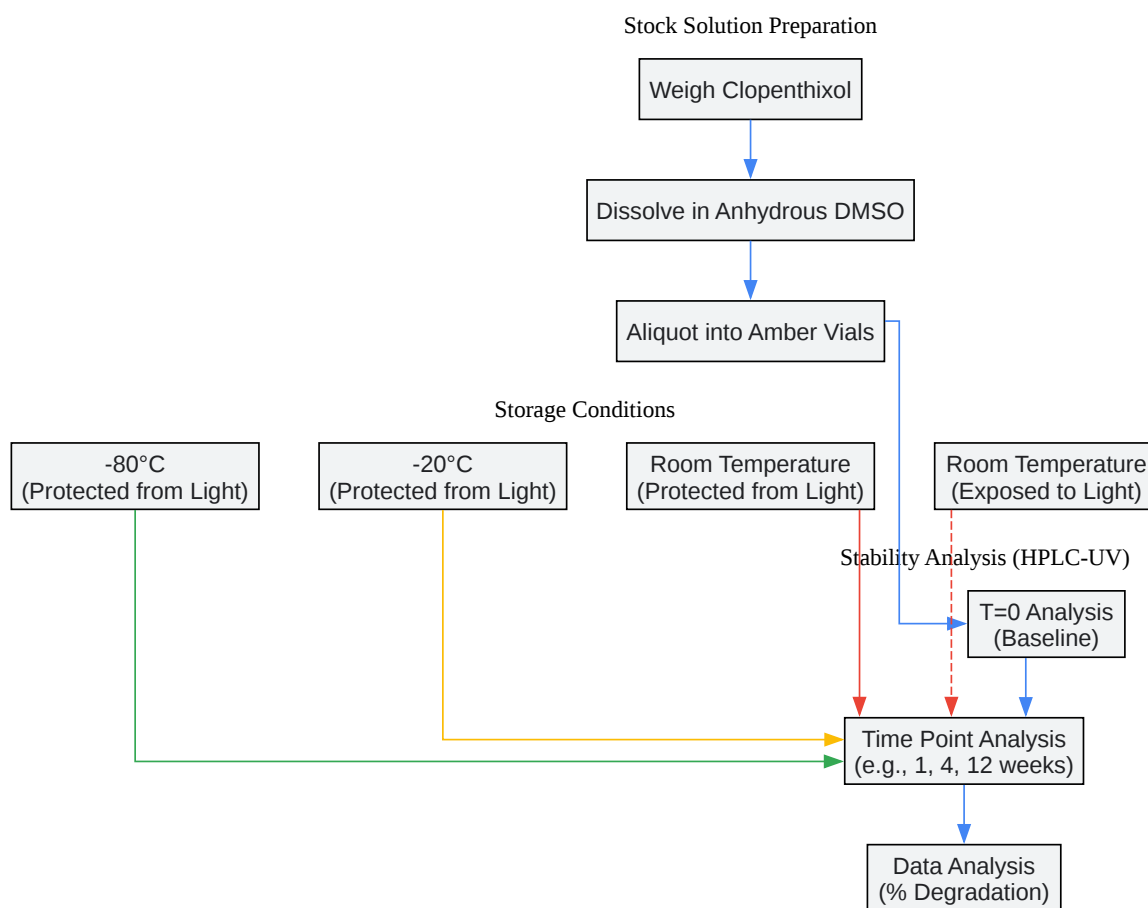 Stock Solution Preparation
Weigh Clopenthixol
Dissolve in Anhydrous DMSO
Aliquot into Amber Vials
Storage Conditions
-80°C
(Protected from Light)
-20°C
(Protected from Light)
Room Temperature
(Protected from Light)
Room Temperature
(Exposed to Light)
Stability Analysis (HPLC-UV)
T=0 Analysis
(Baseline)
Time Point Analysis
(e.g., 1, 4, 12 weeks)
Data Analysis
(% Degradation)